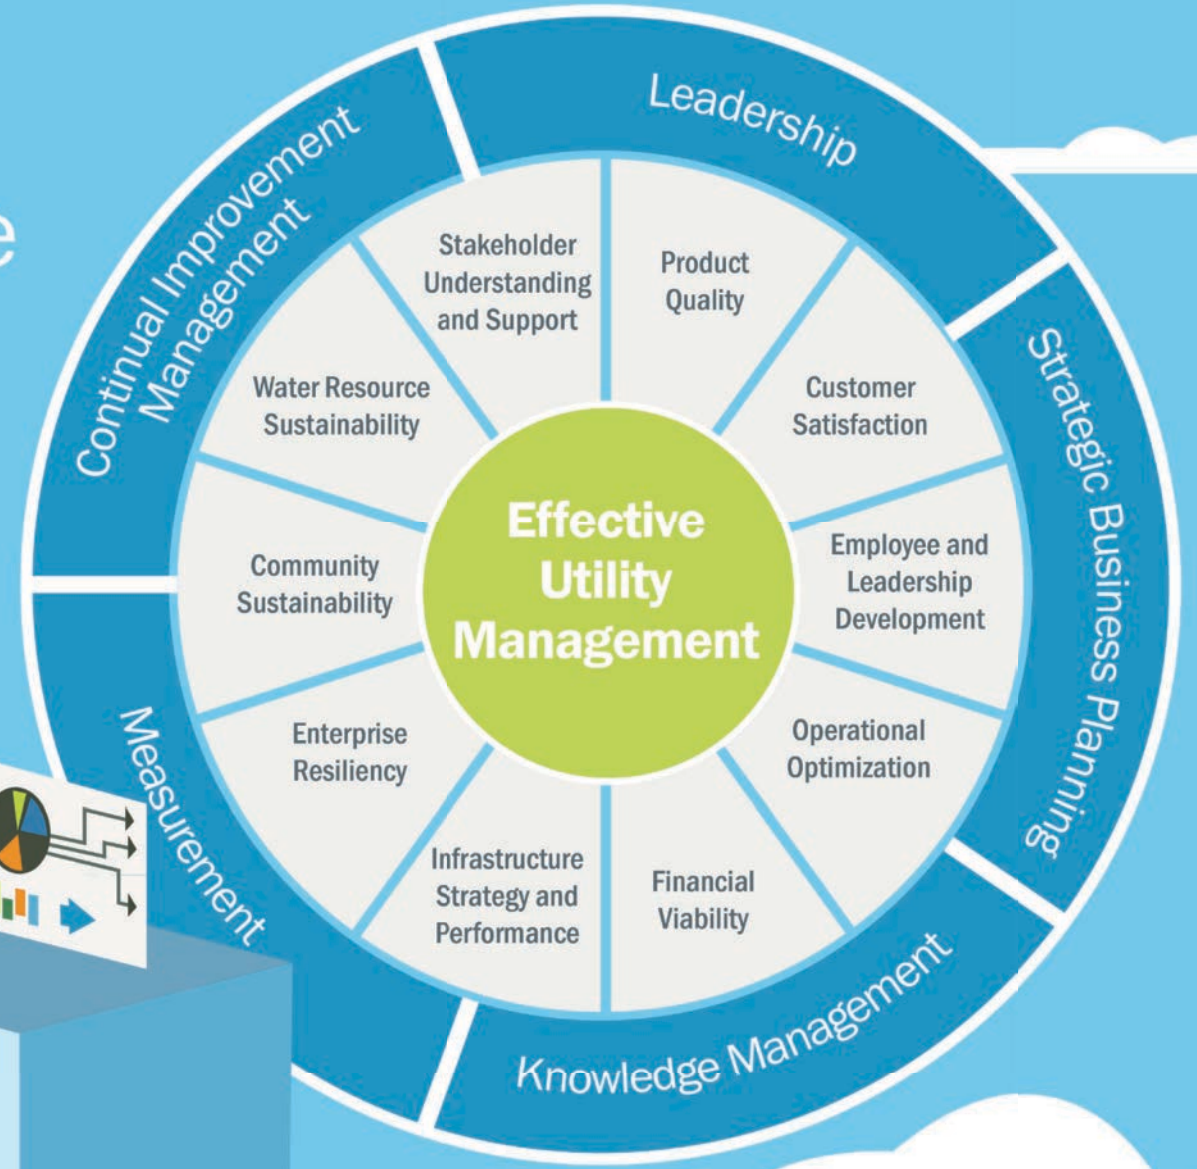 Leadership
Strategic Business Planning
Knowledge Management
Measurement
Continual Improvement
Management
Product
Quality
Customer
Satisfaction
Employee and
Leadership
Development
Operational
Optimization
Financial
Viability
Infrastructure
Strategy and
Performance
Enterprise
Resiliency
Community
Sustainability
Water Resource
Sustainability
Stakeholder
Understanding
and Support
Effective
Utility
Management